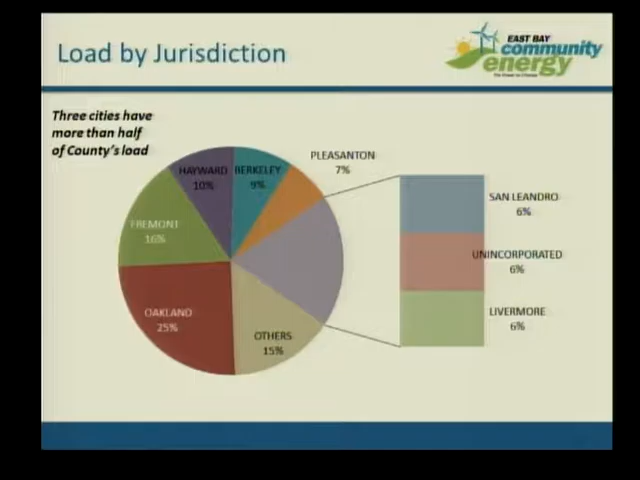 Load by Jurisdiction
EAST BAY
community
energy
Three cities have
more than half
of County's load
HAYWARD
10%
BERKELEY
9%
PLEASANTON
7%
SAN LEANDRO
6%
FREMONT
16%
UNINCORPORATED
6%
OAKLAND
25%
LIVERMORE
6%
OTHERS
15%